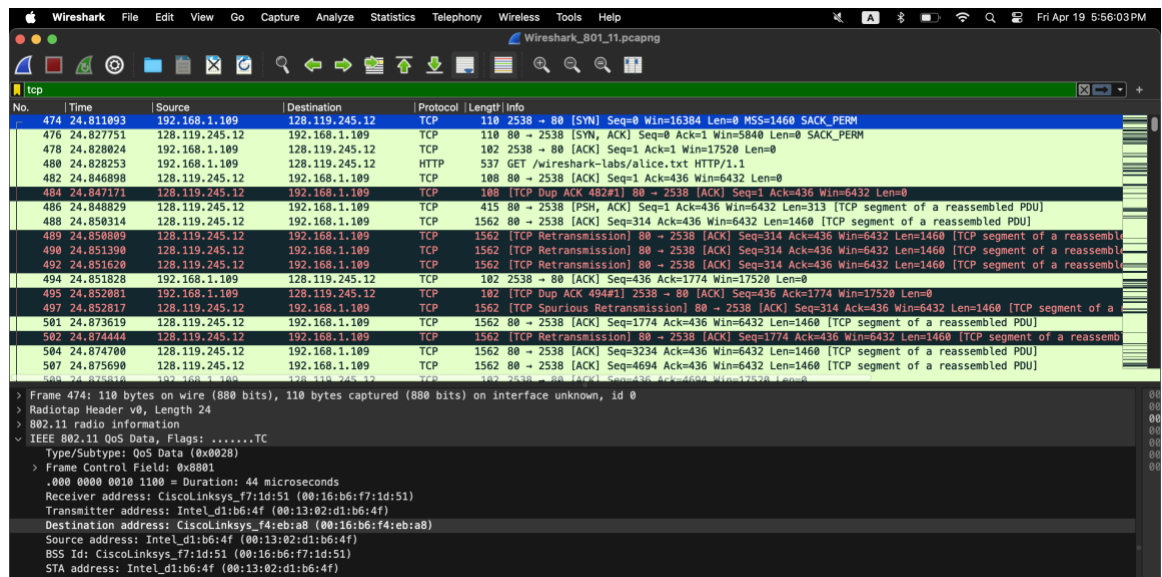 Wireshark File Edit View Go Capture Analyze Statistics Telephony Wireless Tools Help A Fri Apr 19 5:56:03 PM
Wireshark_801_11.pcapng
tcp
No. Time Source Destination Protocol Length Info
474 24.811093 192.168.1.109 128.119.245.12 TCP 110 2538 → 80 [SYN] Seq=0 Win=16384 Len=0 MSS=1460 SACK_PERM
476 24.827751 128.119.245.12 192.168.1.109 TCP 110 80 → 2538 [SYN, ACK] Seq=0 Ack=1 Win=5840 Len=0 SACK_PERM
478 24.828024 192.168.1.109 128.119.245.12 TCP 102 2538 → 80 [ACK] Seq=1 Ack=1 Win=17520 Len=0
480 24.828253 192.168.1.109 128.119.245.12 HTTP 537 GET /wireshark-labs/alice.txt HTTP/1.1
482 24.846898 128.119.245.12 192.168.1.109 TCP 108 80 → 2538 [ACK] Seq=1 Ack=436 Win=6432 Len=0
484 24.847171 128.119.245.12 192.168.1.109 TCP 108 [TCP Dup ACK 482#1] 80 → 2538 [ACK] Seq=1 Ack=436 Win=6432 Len=0
486 24.848829 128.119.245.12 192.168.1.109 TCP 415 80 → 2538 [PSH, ACK] Seq=1 Ack=436 Win=6432 Len=313 [TCP segment of a reassembled PDU]
488 24.850314 128.119.245.12 192.168.1.109 TCP 1562 80 → 2538 [ACK] Seq=314 Ack=436 Win=6432 Len=1460 [TCP segment of a reassembled PDU]
489 24.850809 128.119.245.12 192.168.1.109 TCP 1562 [TCP Retransmission] 80 → 2538 [ACK] Seq=314 Ack=436 Win=6432 Len=1460 [TCP segment of a reassemble
490 24.851390 128.119.245.12 192.168.1.109 TCP 1562 [TCP Retransmission] 80 → 2538 [ACK] Seq=314 Ack=436 Win=6432 Len=1460 [TCP segment of a reassemble
492 24.851620 128.119.245.12 192.168.1.109 TCP 1562 [TCP Retransmission] 80 → 2538 [ACK] Seq=314 Ack=436 Win=6432 Len=1460 [TCP segment of a reassemble
494 24.851828 192.168.1.109 128.119.245.12 TCP 102 2538 → 80 [ACK] Seq=436 Ack=1774 Win=17520 Len=0
495 24.852081 192.168.1.109 128.119.245.12 TCP 102 [TCP Dup ACK 494#1] 2538 → 80 [ACK] Seq=436 Ack=1774 Win=17520 Len=0
497 24.852817 128.119.245.12 192.168.1.109 TCP 1562 [TCP Spurious Retransmission] 80 → 2538 [ACK] Seq=314 Ack=436 Win=6432 Len=1460 [TCP segment of a
501 24.873619 128.119.245.12 192.168.1.109 TCP 1562 80 → 2538 [ACK] Seq=1774 Ack=436 Win=6432 Len=1460 [TCP segment of a reassembled PDU]
502 24.874444 128.119.245.12 192.168.1.109 TCP 1562 [TCP Retransmission] 80 → 2538 [ACK] Seq=1774 Ack=436 Win=6432 Len=1460 [TCP segment of a reassemb
504 24.874700 128.119.245.12 192.168.1.109 TCP 1562 80 → 2538 [ACK] Seq=3234 Ack=436 Win=6432 Len=1460 [TCP segment of a reassembled PDU]
507 24.875690 128.119.245.12 192.168.1.109 TCP 1562 80 → 2538 [ACK] Seq=4694 Ack=436 Win=6432 Len=1460 [TCP segment of a reassembled PDU]
509 24.875810 192.168.1.109 128.119.245.12 TCP 102 2538 → 80 [ACK] Seq=436 Ack=4694 Win=17520 Len=0
Frame 474: 110 bytes on wire (880 bits), 110 bytes captured (880 bits) on interface unknown, id 0
Radiotap Header v0, Length 24
802.11 radio information
IEEE 802.11 QoS Data, Flags: .......TC
Type/Subtype: QoS Data (0x0028)
Frame Control Field: 0x8801
.000 0000 0010 1100 = Duration: 44 microseconds
Receiver address: CiscoLinksys_f7:1d:51 (00:16:b6:f7:1d:51)
Transmitter address: Intel_d1:b6:4f (00:13:02:d1:b6:4f)
Destination address: CiscoLinksys_f4:eb:a8 (00:16:b6:f4:eb:a8)
Source address: Intel_d1:b6:4f (00:13:02:d1:b6:4f)
BSS Id: CiscoLinksys_f7:1d:51 (00:16:b6:f7:1d:51)
STA address: Intel_d1:b6:4f (00:13:02:d1:b6:4f)